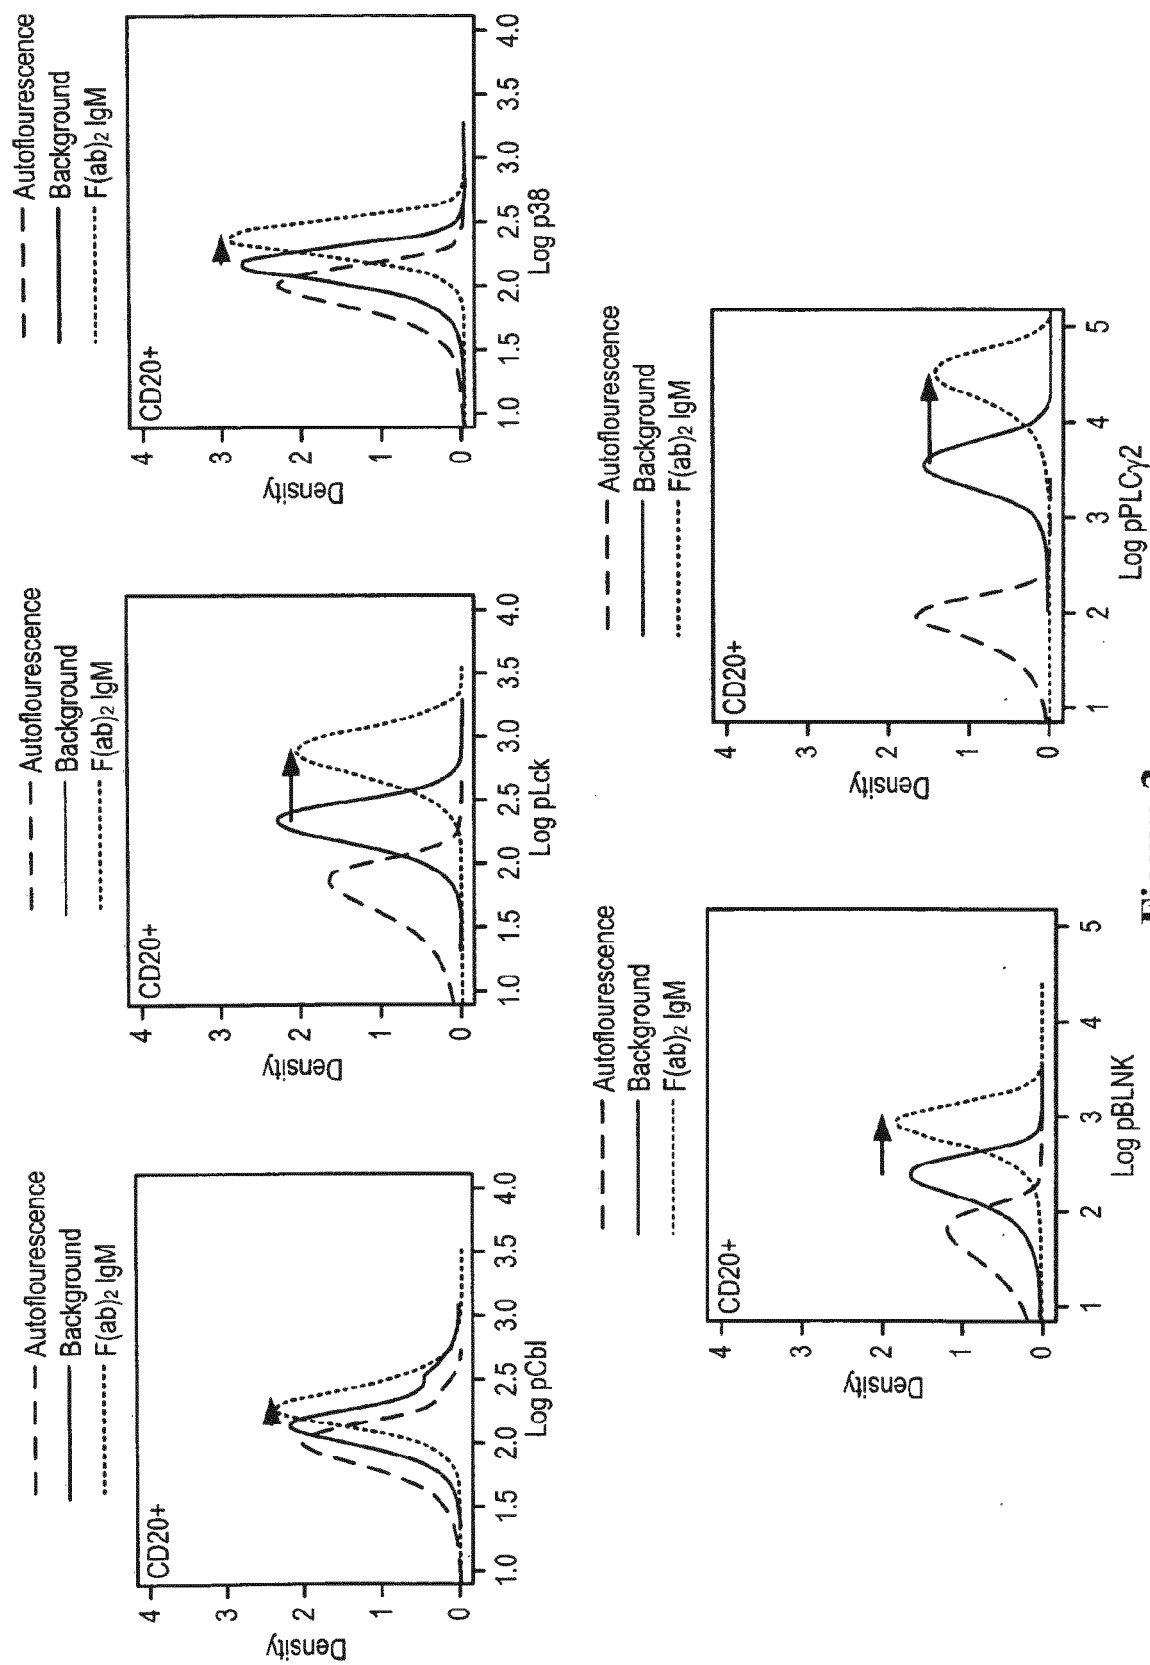 Autoflourescence
Background
F(ab)2 IgM
CD20+
4
3
2
1
0
Density
1.0 1.5 2.0 2.5 3.0 3.5 4.0
Log pCbl
Autoflourescence
Background
F(ab)2 IgM
CD20+
4
3
2
1
0
Density
1.0 1.5 2.0 2.5 3.0 3.5 4.0
Log pLck
Autoflourescence
Background
F(ab)2 IgM
CD20+
4
3
2
1
0
Density
1.0 1.5 2.0 2.5 3.0 3.5 4.0
Log p38
Autoflourescence
Background
F(ab)2 IgM
CD20+
4
3
2
1
0
Density
1 2 3 4 5
Log pBLNK
Autoflourescence
Background
F(ab)2 IgM
CD20+
4
3
2
1
0
Density
1 2 3 4 5
Log pPLCγ2